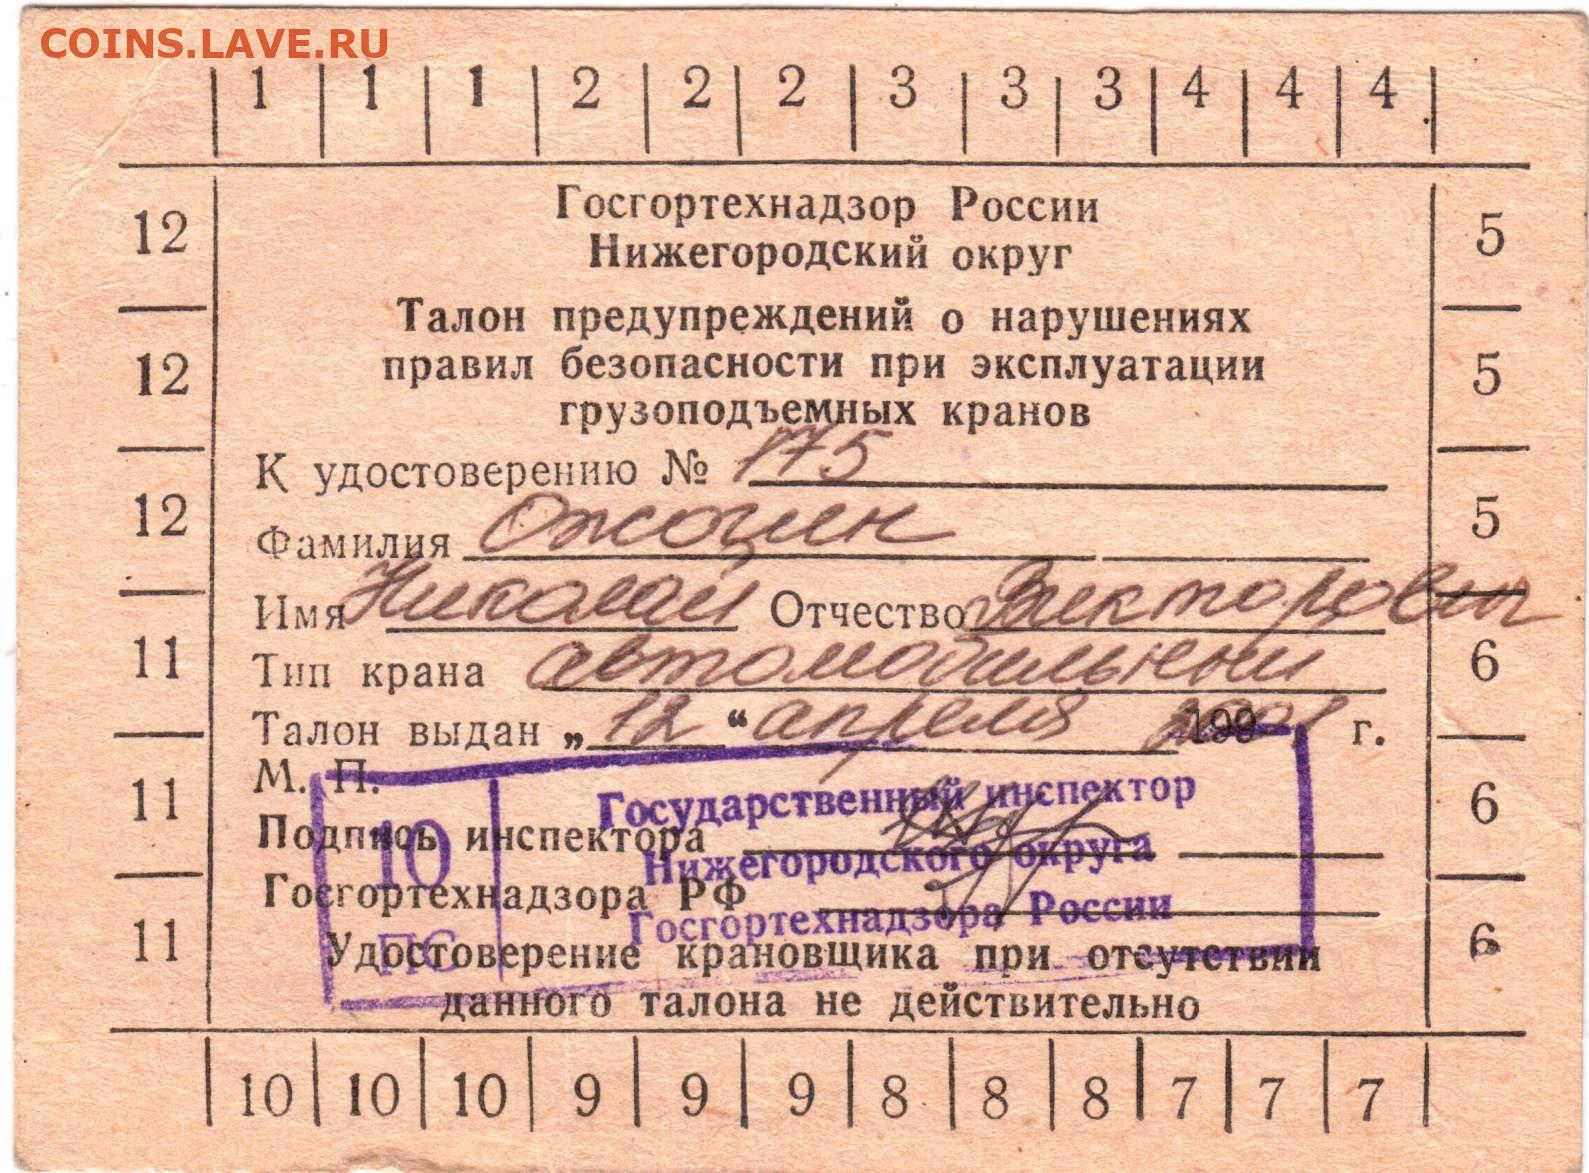 COINS.LAVE.RU
1 1 1 2 2 2 3 3 3 4 4 4
12 Госгортехнадзор России 5
Нижегородский округ
Талон предупреждений о нарушениях
12 правил безопасности при эксплуатации 5
грузоподъемных кранов
К удостоверению № 175
12 5
Фамилия
Имя Николай Отчество Викторович
11 Тип крана автомобильный 6
Талон выдан „12“ апреля 2001 г.
М. П.
11 Подпись инспектора 6
Госгортехнадзора РФ
11 Удостоверение крановщика при отсутствии 6
данного талона не действительно
10 ПС
Государственный инспектор
Нижегородского округа
Госгортехнадзора России
10 10 10 9 9 9 8 8 8 7 7 7